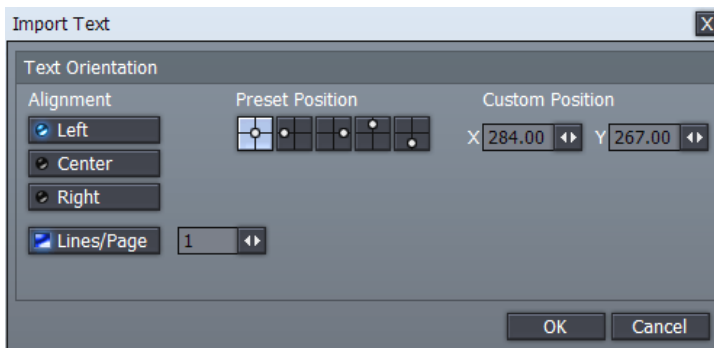 Import Text X
Text Orientation
Alignment Preset Position Custom Position
Left
X 284.00 Y 267.00
Center
Right
Lines/Page 1
OK Cancel